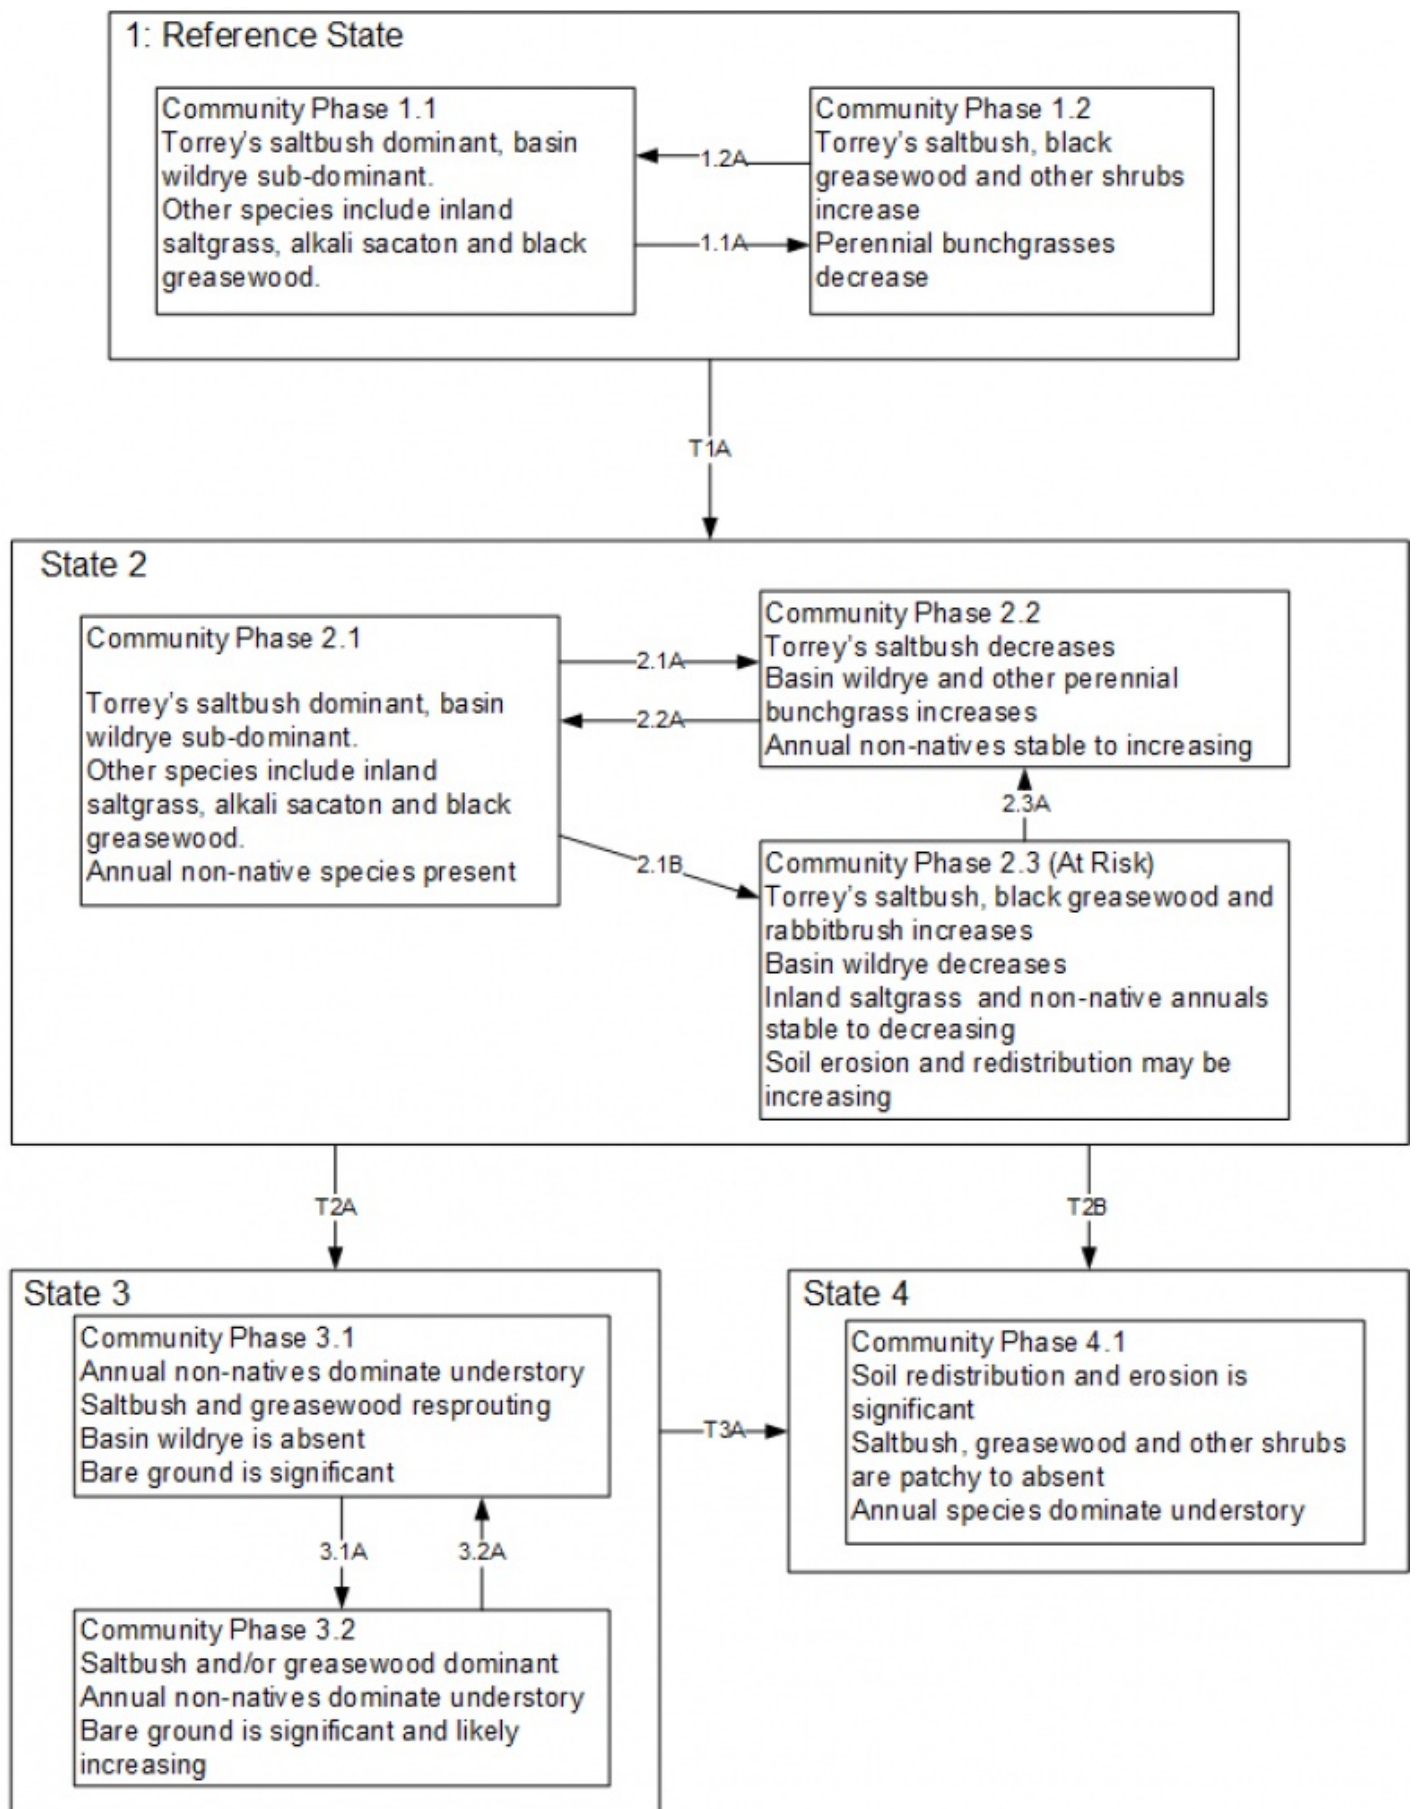 1: Reference State
Community Phase 1.1
Torrey's saltbush dominant, basin
wildrye sub-dominant.
Other species include inland
saltgrass, alkali sacaton and black
greasewood.
1.2A
1.1A
Community Phase 1.2
Torrey's saltbush, black
greasewood and other shrubs
increase
Perennial bunchgrasses
decrease
T1A
State 2
Community Phase 2.1
Torrey's saltbush dominant, basin
wildrye sub-dominant.
Other species include inland
saltgrass, alkali sacaton and black
greasewood.
Annual non-native species present
2.1A
2.2A
2.1B
Community Phase 2.2
Torrey's saltbush decreases
Basin wildrye and other perennial
bunchgrass increases
Annual non-natives stable to increasing
2.3A
Community Phase 2.3 (At Risk)
Torrey's saltbush, black greasewood and
rabbitbrush increases
Basin wildrye decreases
Inland saltgrass and non-native annuals
stable to decreasing
Soil erosion and redistribution may be
increasing
T2A
T2B
State 3
Community Phase 3.1
Annual non-natives dominate understory
Saltbush and greasewood resprouting
Basin wildrye is absent
Bare ground is significant
3.1A
3.2A
Community Phase 3.2
Saltbush and/or greasewood dominant
Annual non-natives dominate understory
Bare ground is significant and likely
increasing
T3A
State 4
Community Phase 4.1
Soil redistribution and erosion is
significant
Saltbush, greasewood and other shrubs
are patchy to absent
Annual species dominate understory